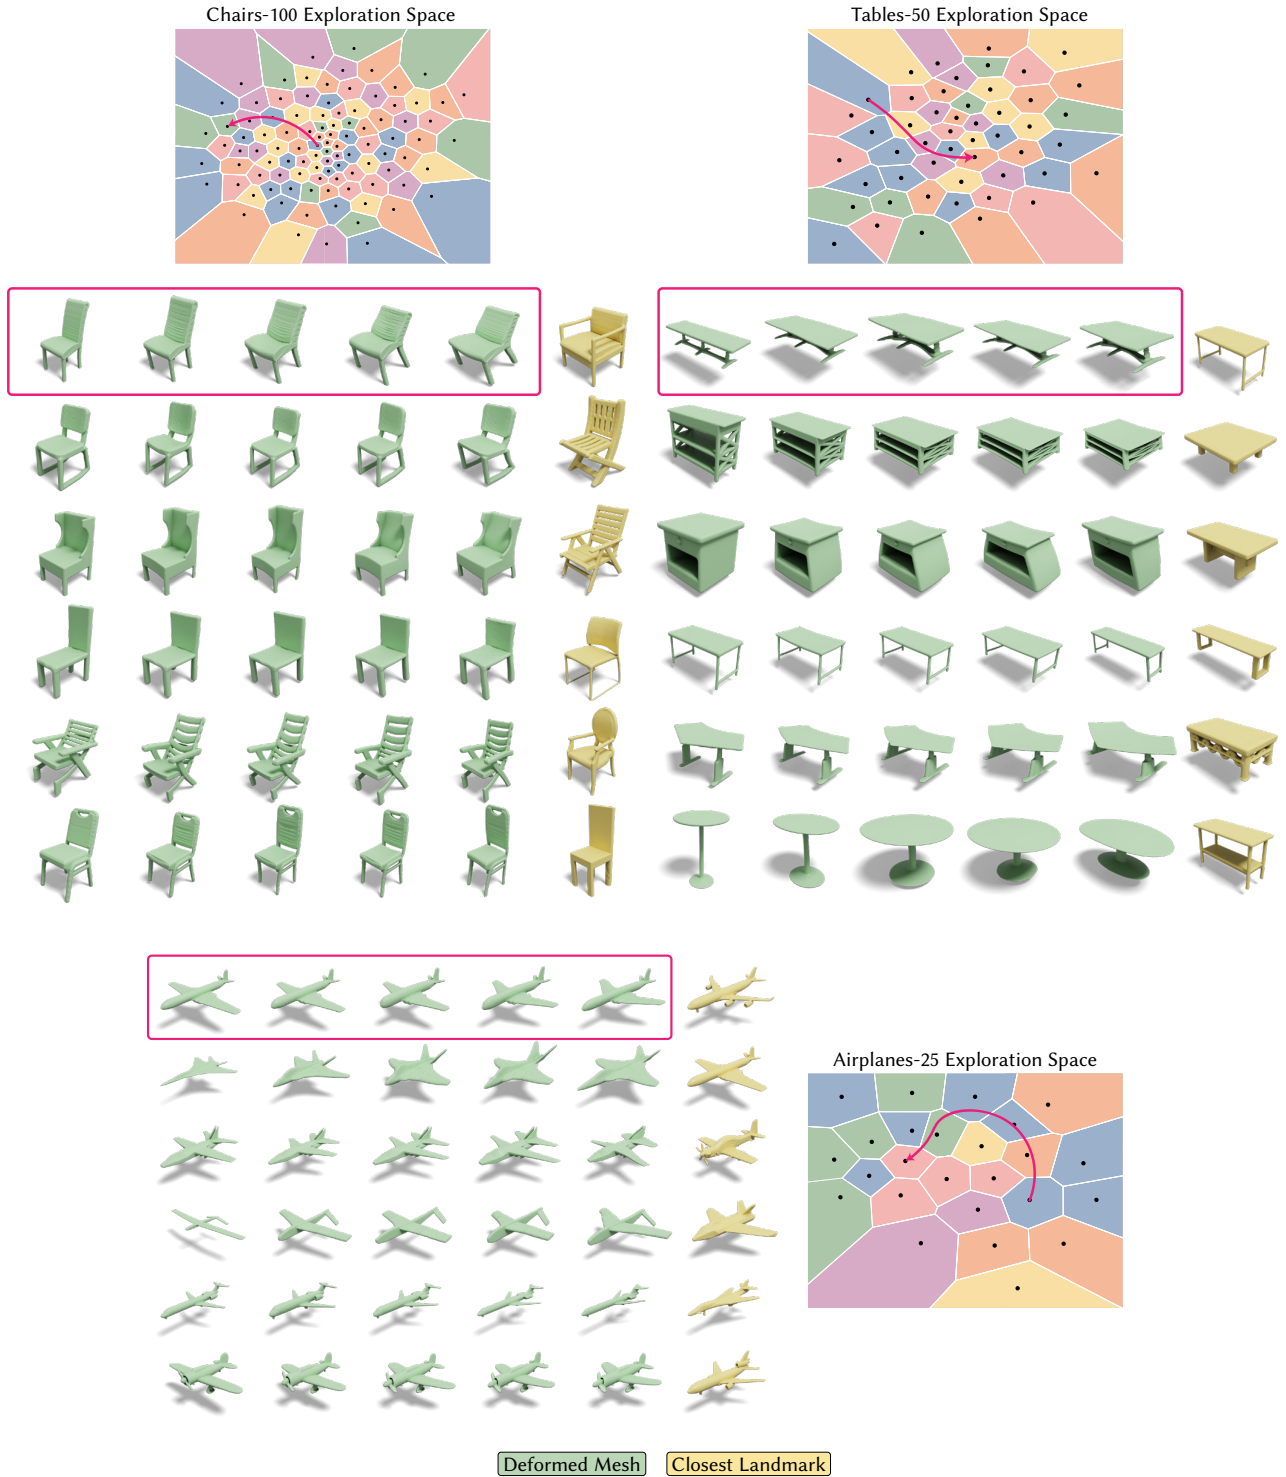 Chairs-100 Exploration Space
Tables-50 Exploration Space
Airplanes-25 Exploration Space
Deformed Mesh
Closest Landmark